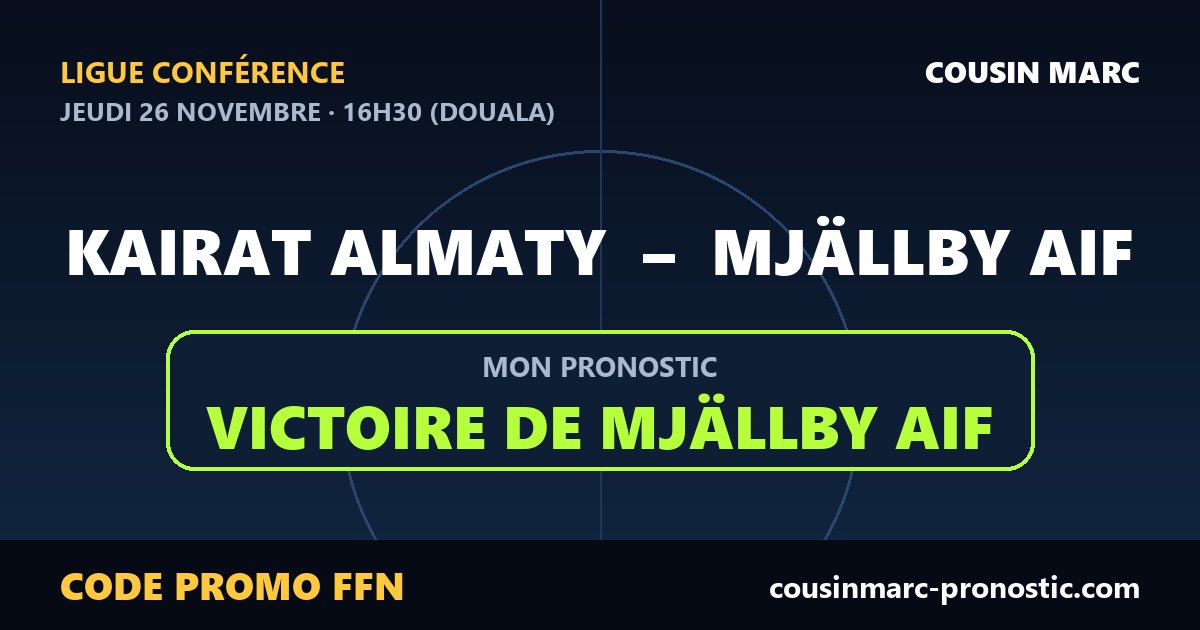 LIGUE CONFÉRENCE
COUSIN MARC
JEUDI 26 NOVEMBRE · 16H30 (DOUALA)
KAIRAT ALMATY – MJÄLLBY AIF
MON PRONOSTIC
VICTOIRE DE MJÄLLBY AIF
CODE PROMO FFN
cousinmarc-pronostic.com